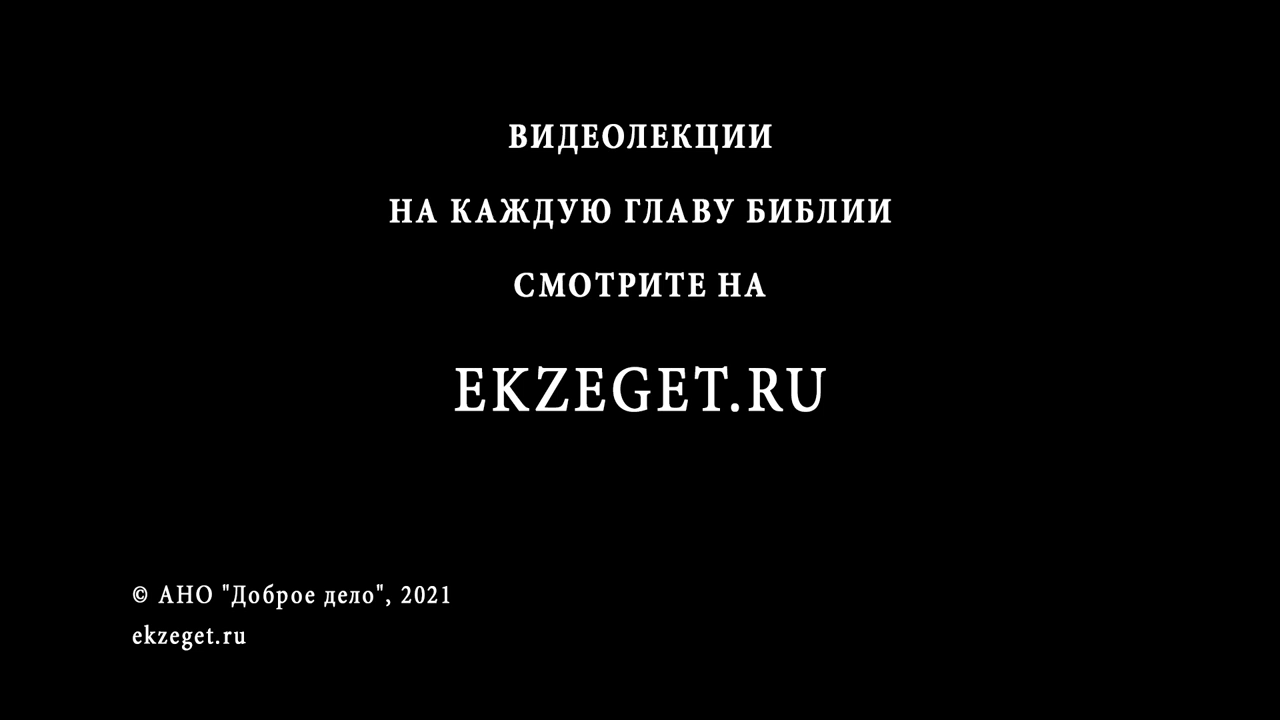 ВИДЕОЛЕКЦИИ
НА КАЖДУЮ ГЛАВУ БИБЛИИ
СМОТРИТЕ НА
EKZEGET.RU
© АНО "Доброе дело", 2021
ekzeget.ru